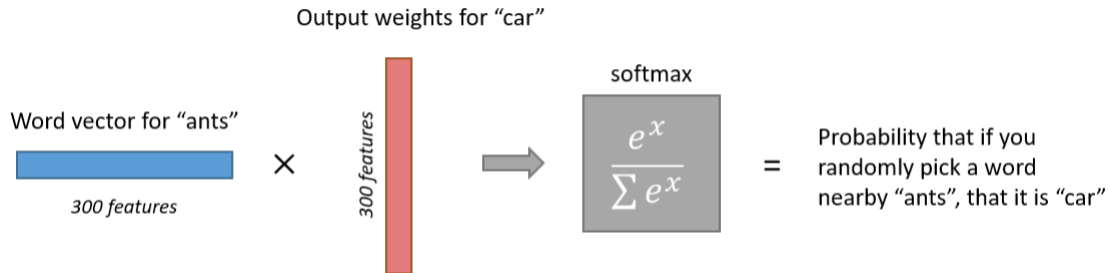 Output weights for “car”
softmax
Word vector for “ants”
300 features
×
300 features
e^x
∑ e^x
=
Probability that if you
randomly pick a word
nearby “ants”, that it is “car”